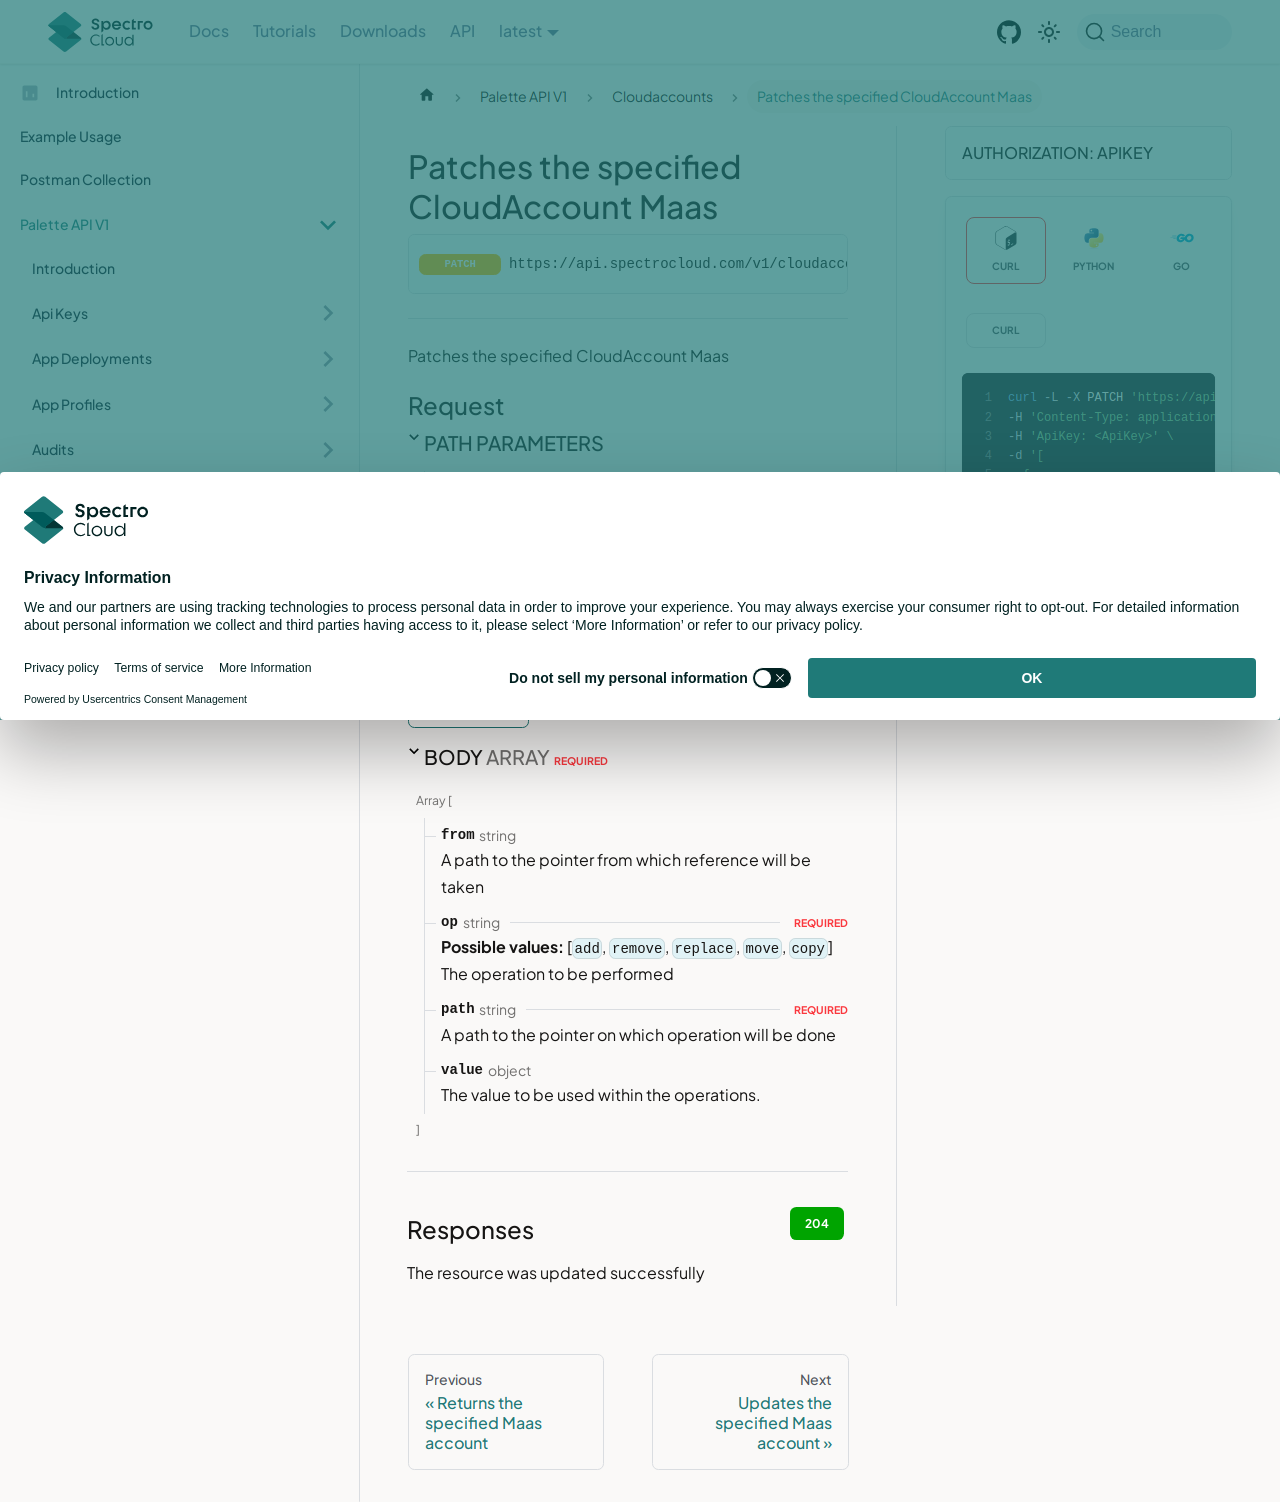 Spectro Cloud
Docs
Tutorials
Downloads
API
latest
Search
Introduction
Example Usage
Postman Collection
Palette API V1
Introduction
Api Keys
App Deployments
App Profiles
Audits
Palette API V1
Cloudaccounts
Patches the specified CloudAccount Maas
Patches the specified
CloudAccount Maas
PATCH https://api.spectrocloud.com/v1/cloudacc
Patches the specified CloudAccount Maas
Request
PATH PARAMETERS
AUTHORIZATION: APIKEY
CURL
PYTHON
GO
CURL
1 curl -L -X PATCH 'https://api
2 -H 'Content-Type: application
3 -H 'ApiKey: <ApiKey>' \
4 -d '[
Spectro
Cloud
Privacy Information
We and our partners are using tracking technologies to process personal data in order to improve your experience. You may always exercise your consumer right to opt-out. For detailed information
about personal information we collect and third parties having access to it, please select ‘More Information’ or refer to our privacy policy.
Privacy policy
Terms of service
More Information
Powered by Usercentrics Consent Management
Do not sell my personal information
OK
BODY ARRAY REQUIRED
Array [
from string
A path to the pointer from which reference will be
taken
op string REQUIRED
Possible values: [add, remove, replace, move, copy]
The operation to be performed
path string REQUIRED
A path to the pointer on which operation will be done
value object
The value to be used within the operations.
]
Responses
204
The resource was updated successfully
Previous
« Returns the
specified Maas
account
Next
Updates the
specified Maas
account »